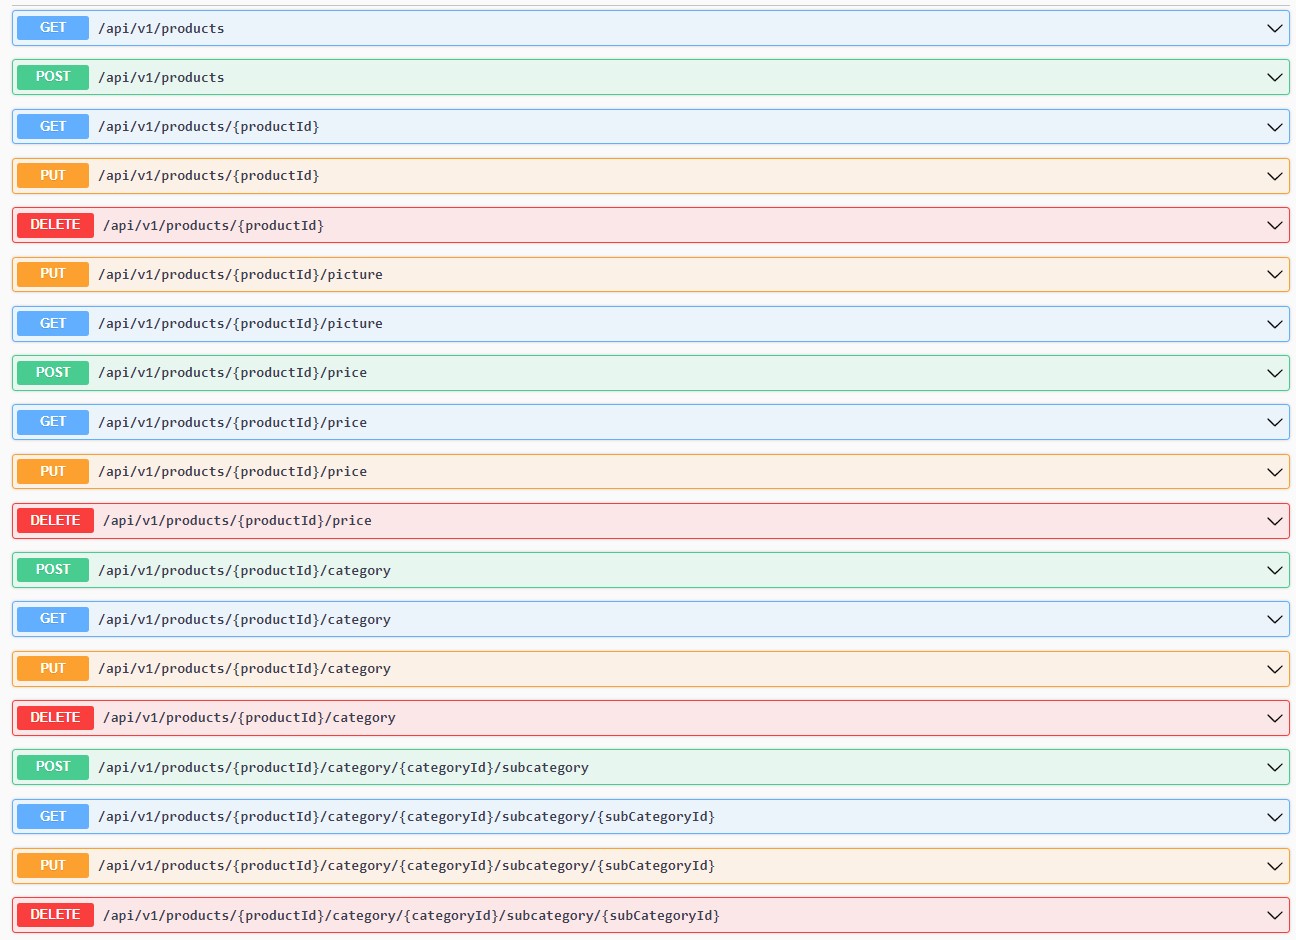 GET /api/v1/products
POST /api/v1/products
GET /api/v1/products/{productId}
PUT /api/v1/products/{productId}
DELETE /api/v1/products/{productId}
PUT /api/v1/products/{productId}/picture
GET /api/v1/products/{productId}/picture
POST /api/v1/products/{productId}/price
GET /api/v1/products/{productId}/price
PUT /api/v1/products/{productId}/price
DELETE /api/v1/products/{productId}/price
POST /api/v1/products/{productId}/category
GET /api/v1/products/{productId}/category
PUT /api/v1/products/{productId}/category
DELETE /api/v1/products/{productId}/category
POST /api/v1/products/{productId}/category/{categoryId}/subcategory
GET /api/v1/products/{productId}/category/{categoryId}/subcategory/{subCategoryId}
PUT /api/v1/products/{productId}/category/{categoryId}/subcategory/{subCategoryId}
DELETE /api/v1/products/{productId}/category/{categoryId}/subcategory/{subCategoryId}